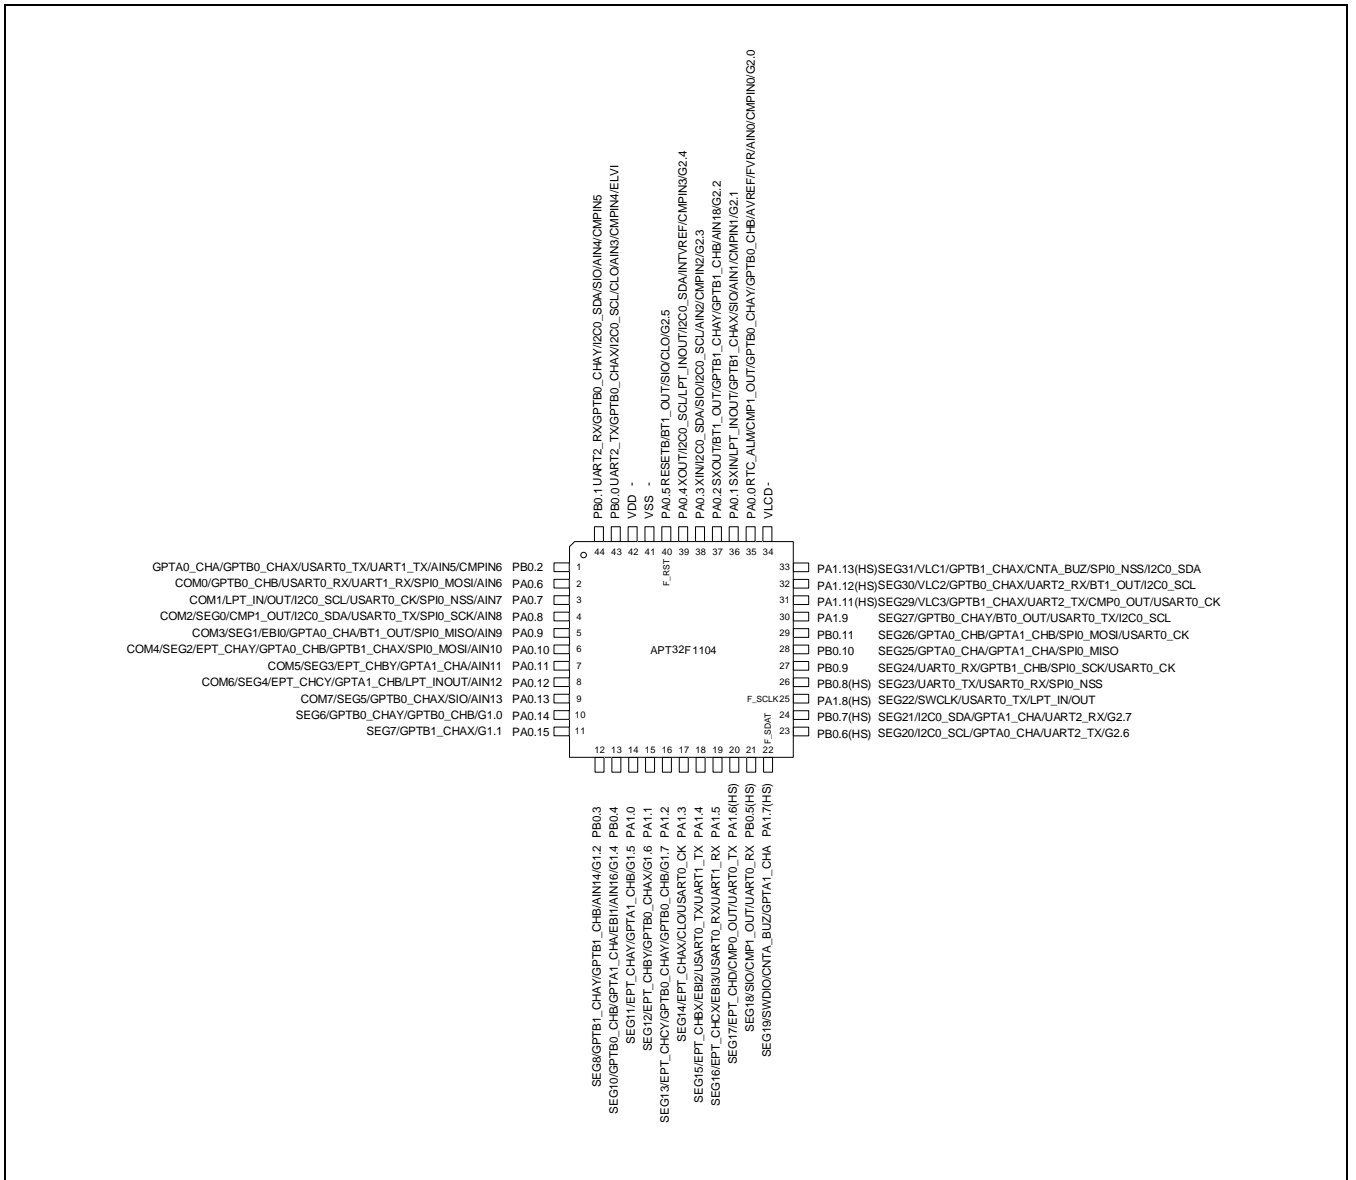 PB0.1 UART2_RX/GPTB0_CHAY/I2C0_SDA/SIO/AIN4/CMPIN5
PB0.0 UART2_TX/GPTB0_CHAX/I2C0_SCL/CLO/AIN3/CMPIN4/ELVI
VDD -
VSS -
PA0.5 RESETB/BT1_OUT/SIO/CLO/G2.5
PA0.4 XOUT/I2C0_SCL/LPT_INOUT/I2C0_SDA/INTVREF/CMPIN3/G2.4
PA0.3 XIN/I2C0_SDA/SIO/I2C0_SCL/AIN2/CMPIN2/G2.3
PA0.2 SXOUT/BT1_OUT/GPTB1_CHAY/GPTB1_CHB/AIN18/G2.2
PA0.1 SXIN/LPT_INOUT/GPTB1_CHAX/SIO/AIN1/CMPIN1/G2.1
PA0.0 RTC_ALM/CMP1_OUT/GPTB0_CHAY/GPTB0_CHB/AVREF/FVR/AIN0/CMPIN0/G2.0
VLCD -
44 43 42 41 40 39 38 37 36 35 34
F_RST
GPTA0_CHA/GPTB0_CHAX/USART0_TX/UART1_TX/AIN5/CMPIN6 PB0.2 1
COM0/GPTB0_CHB/USART0_RX/UART1_RX/SPI0_MOSI/AIN6 PA0.6 2
COM1/LPT_IN/OUT/I2C0_SCL/USART0_CK/SPI0_NSS/AIN7 PA0.7 3
COM2/SEG0/CMP1_OUT/I2C0_SDA/USART0_TX/SPI0_SCK/AIN8 PA0.8 4
COM3/SEG1/EBI0/GPTA0_CHA/BT1_OUT/SPI0_MISO/AIN9 PA0.9 5
COM4/SEG2/EPT_CHAY/GPTA0_CHB/GPTB1_CHAX/SPI0_MOSI/AIN10 PA0.10 6
COM5/SEG3/EPT_CHBY/GPTA1_CHA/AIN11 PA0.11 7
COM6/SEG4/EPT_CHCY/GPTA1_CHB/LPT_INOUT/AIN12 PA0.12 8
COM7/SEG5/GPTB0_CHAX/SIO/AIN13 PA0.13 9
SEG6/GPTB0_CHAY/GPTB0_CHB/G1.0 PA0.14 10
SEG7/GPTB1_CHAX/G1.1 PA0.15 11
APT32F1104
33 PA1.13(HS) SEG31/VLC1/GPTB1_CHAX/CNTA_BUZ/SPI0_NSS/I2C0_SDA
32 PA1.12(HS) SEG30/VLC2/GPTB0_CHAX/UART2_RX/BT1_OUT/I2C0_SCL
31 PA1.11(HS) SEG29/VLC3/GPTB1_CHAX/UART2_TX/CMP0_OUT/USART0_CK
30 PA1.9 SEG27/GPTB0_CHAY/BT0_OUT/USART0_TX/I2C0_SCL
29 PB0.11 SEG26/GPTA0_CHB/GPTA1_CHB/SPI0_MOSI/USART0_CK
28 PB0.10 SEG25/GPTA0_CHA/GPTA1_CHA/SPI0_MISO
27 PB0.9 SEG24/UART0_RX/GPTB1_CHB/SPI0_SCK/USART0_CK
26 PB0.8(HS) SEG23/UART0_TX/USART0_RX/SPI0_NSS
F_SCLK 25 PA1.8(HS) SEG22/SWCLK/USART0_TX/LPT_IN/OUT
24 PB0.7(HS) SEG21/I2C0_SDA/GPTA1_CHA/UART2_RX/G2.7
23 PB0.6(HS) SEG20/I2C0_SCL/GPTA0_CHA/UART2_TX/G2.6
F_SDAT
12 13 14 15 16 17 18 19 20 21 22
SEG8/GPTB1_CHAY/GPTB1_CHB/AIN14/G1.2 PB0.3
SEG10/GPTB0_CHB/GPTA1_CHA/EBI1/AIN16/G1.4 PB0.4
SEG11/EPT_CHAY/GPTA1_CHB/G1.5 PA1.0
SEG12/EPT_CHBY/GPTB0_CHAX/G1.6 PA1.1
SEG13/EPT_CHCY/GPTB0_CHAY/GPTB0_CHB/G1.7 PA1.2
SEG14/EPT_CHAX/CLO/USART0_CK PA1.3
SEG15/EPT_CHBX/EBI2/USART0_TX/UART1_TX PA1.4
SEG16/EPT_CHCX/EBI3/USART0_RX/UART1_RX PA1.5
SEG17/EPT_CHD/CMP0_OUT/UART0_TX PA1.6(HS)
SEG18/SIO/CMP1_OUT/UART0_RX PB0.5(HS)
SEG19/SWDIO/CNTA_BUZ/GPTA1_CHA PA1.7(HS)